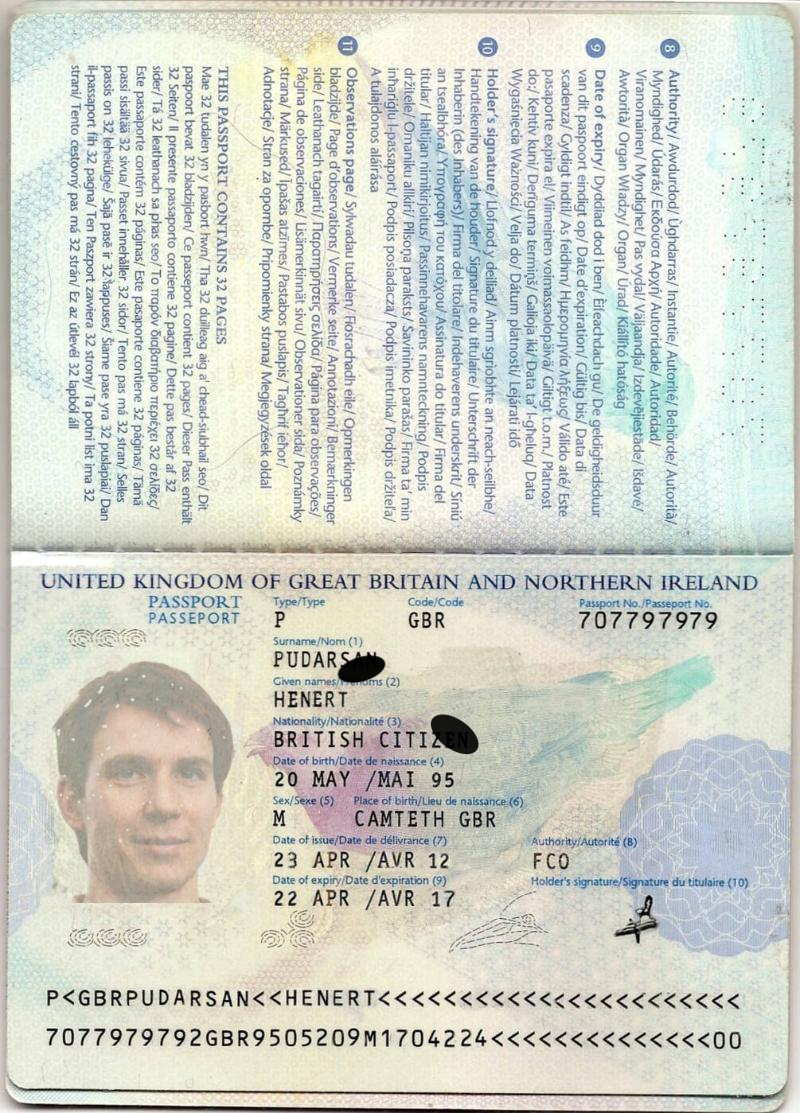 8 Authority/ Awdurdod/ Ùghdarras/ Instantie/ Autorité/ Behörde/ Autorità/
Myndighed/ Údarás/ Εκδούσα Αρχή/ Autoridade/ Autoridad/
Viranomainen/ Myndighet/ Pas vydal/ Väljaandja/ Izdevējiestāde/ Išdavė/
Awtorità/ Organ Władzy/ Organ/ Úrad/ Kiállító hatóság
9 Date of expiry/ Dyddiad dod i ben/ Èireachdach gu/ De geldigheidsduur
van dit paspoort eindigt op/ Date d'expiration/ Gültig bis/ Data di
scadenza/ Gyldigt indtil/ As feidhm/ Ημερομηνία λήξεως/ Válido até/ Este
pasaporte expira el/ Viimeinen voimassaolopäivä/ Giltigt t.o.m./ Platnost
do:/ Kehtiv kuni/ Derīguma termiņš/ Galioja iki/ Data ta' l-għeluq/ Data
Wygaśnięcia Ważności/ Velja do/ Dátum platnosti/ Lejárati idő
10 Holder's signature/ Llofnod y deiliad/ Ainm sgrìobhte an neach-seilbhe/
Handtekening van de houder/ Signature du titulaire/ Unterschrift der
Inhaberin (des Inhabers)/ Firma del titolare/ Indehaverens underskrift/ Síniú
an tsealbhóra/ Υπογραφή του κατόχου/ Assinatura do titular/ Firma del
titular/ Haltijan nimikirjoitus/ Passinnehavarens namnteckning/ Podpis
držitele/ Omaniku allkiri/ Pilsoņa paraksts/ Savininko parašas/ Firma ta' min
inħariġlu l-passaport/ Podpis posiadacza/ Podpis imetnika/ Podpis držiteľa/
A tulajdonos aláírása
11 Observations page/ Sylwadau tudalen/ Fiosrachadh eile/ Opmerkingen
bladzijde/ Page d'observations/ Vermerke seite/ Annotazioni/ Bemærkninger
side/ Leathanach tagairtí/ Παρατηρήσεις σελίδα/ Página para observações/
Página de observaciones/ Lisämerkinnät sivu/ Observationer sida/ Poznámky
strana/ Märkused/ Īpašas atzīmes/ Pastabos puslapis/ Tagħrif ieħor/
Adnotacje/ Stran za opombe/ Pripomienky strana/ Megjegyzések oldal
THIS PASSPORT CONTAINS 32 PAGES
Mae 32 tudalen yn y pasbort hwn/ Tha 32 duilleag aig a' chead-siubhail seo/ Dit
paspoort bevat 32 bladzijden/ Ce passeport contient 32 pages/ Dieser Pass enthält
32 Seiten/ Il presente passaporto contiene 32 pagine/ Dette pas består af 32
sider/ Tá 32 leathanach sa phas seo/ Το παρόν διαβατήριο περιέχει 32 σελίδες/
Este passaporte contém 32 páginas/ Este pasaporte contiene 32 páginas/ Tämä
passi sisältää 32 sivua/ Passet innehåller 32 sidor/ Tento pas má 32 stran/ Selles
passis on 32 lehekülge/ Šajā pasē ir 32 lappuses/ Šiame pase yra 32 puslapiai/ Dan
il-passaport fih 32 paġna/ Ten Paszport zawiera 32 strony/ Ta potni list ima 32
strani/ Tento cestovný pas má 32 strán/ Ez az útlevél 32 lapból áll
UNITED KINGDOM OF GREAT BRITAIN AND NORTHERN IRELAND
PASSPORT Type/Type Code/Code Passport No./Passeport No.
PASSEPORT P GBR 707797979
Surname/Nom (1)
PUDARSAN
Given names/Prénoms (2)
HENERT
Nationality/Nationalité (3)
BRITISH CITIZEN
Date of birth/Date de naissance (4)
20 MAY /MAI 95
Sex/Sexe (5) Place of birth/Lieu de naissance (6)
M CAMTETH GBR
Date of issue/Date de délivrance (7) Authority/Autorité (8)
23 APR /AVR 12 FCO
Date of expiry/Date d'expiration (9) Holder's signature/Signature du titulaire (10)
22 APR /AVR 17
P<GBRPUDARSAN<<HENERT<<<<<<<<<<<<<<<<<<<<<<<
7077979792GBR9505209M1704224<<<<<<<<<<<<<<00